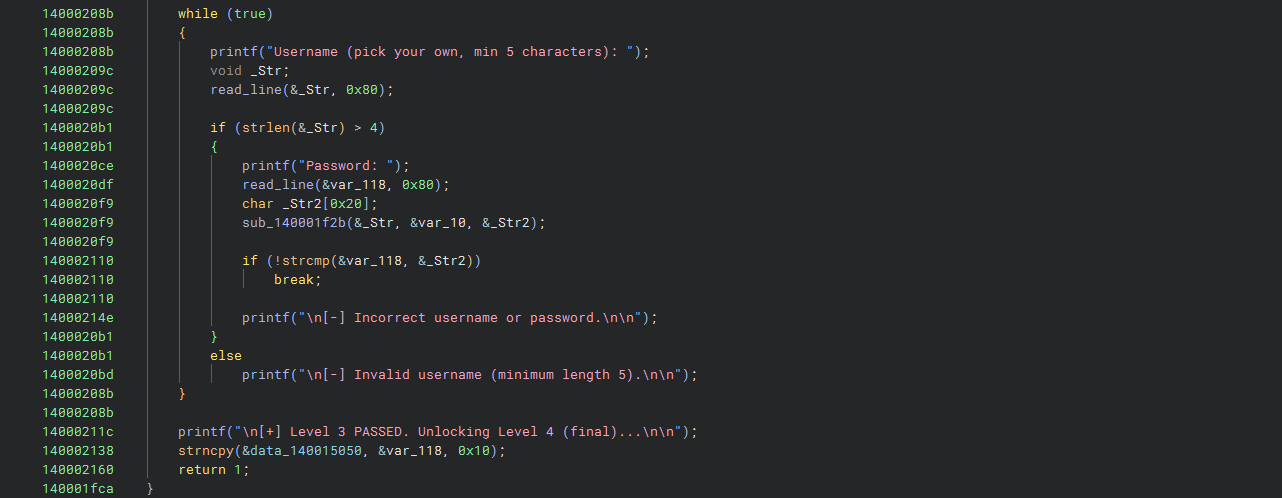 14000208b while (true)
14000208b {
14000208b printf("Username (pick your own, min 5 characters): ");
14000209c void _Str;
14000209c read_line(&_Str, 0x80);
14000209c
1400020b1 if (strlen(&_Str) > 4)
1400020b1 {
1400020ce printf("Password: ");
1400020df read_line(&var_118, 0x80);
1400020f9 char _Str2[0x20];
1400020f9 sub_140001f2b(&_Str, &var_10, &_Str2);
1400020f9
140002110 if (!strcmp(&var_118, &_Str2))
140002110 break;
140002110
14000214e printf("\n[-] Incorrect username or password.\n\n");
1400020b1 }
1400020b1 else
1400020bd printf("\n[-] Invalid username (minimum length 5).\n\n");
14000208b }
14000208b
14000211c printf("\n[+] Level 3 PASSED. Unlocking Level 4 (final)...\n\n");
140002138 strncpy(&data_140015050, &var_118, 0x10);
140002160 return 1;
140001fca }